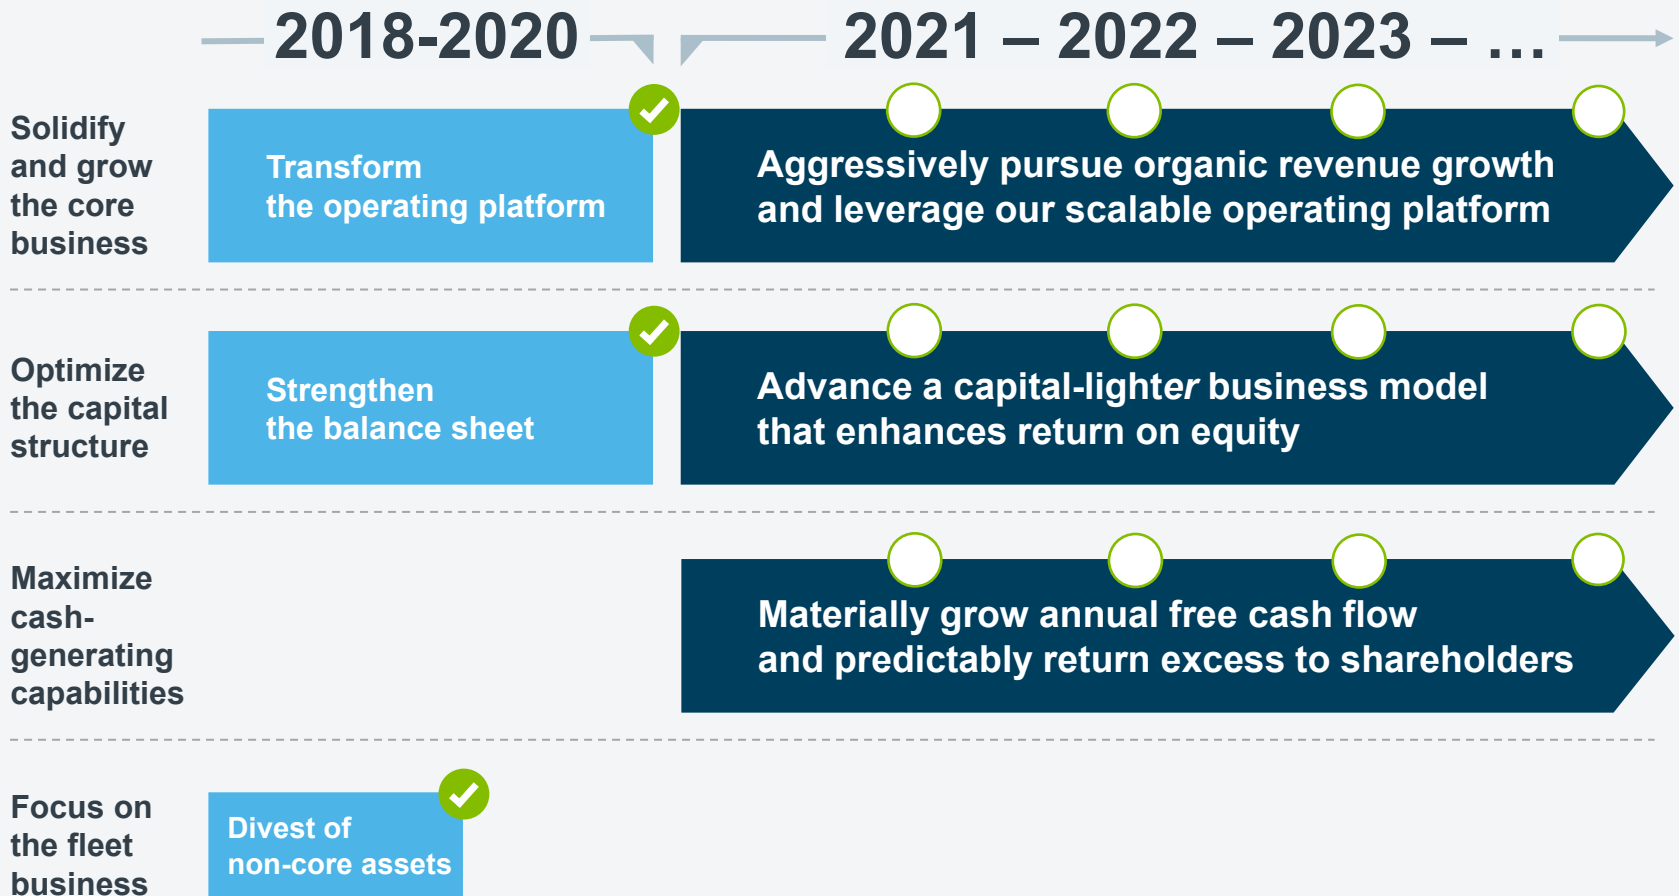 2018-2020
2021 – 2022 – 2023 – …
Solidify
and grow
the core
business
Transform
the operating platform
Aggressively pursue organic revenue growth
and leverage our scalable operating platform
Optimize
the capital
structure
Strengthen
the balance sheet
Advance a capital-lighter business model
that enhances return on equity
Maximize
cash-
generating
capabilities
Materially grow annual free cash flow
and predictably return excess to shareholders
Focus on
the fleet
business
Divest of
non-core assets